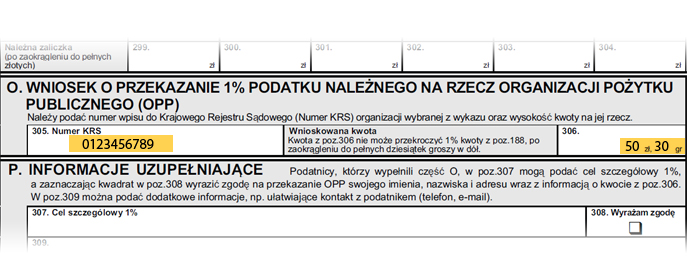 Należna zaliczka
(po zaokrągleniu do pełnych
złotych)
299.
zł
300.
zł
301.
zł
302.
zł
303.
zł
304.
zł
O. WNIOSEK O PRZEKAZANIE 1% PODATKU NALEŻNEGO NA RZECZ ORGANIZACJI POŻYTKU
PUBLICZNEGO (OPP)
Należy podać numer wpisu do Krajowego Rejestru Sądowego (Numer KRS) organizacji wybranej z wykazu oraz wysokość kwoty na jej rzecz.
305. Numer KRS
0123456789
Wnioskowana kwota
Kwota z poz.306 nie może przekroczyć 1% kwoty z poz.188, po
zaokrągleniu do pełnych dziesiątek groszy w dół.
306.
50 zł, 30 gr
P. INFORMACJE UZUPEŁNIAJĄCE Podatnicy, którzy wypełnili część O, w poz.307 mogą podać cel szczegółowy 1%,
a zaznaczając kwadrat w poz.308 wyrazić zgodę na przekazanie OPP swojego imienia, nazwiska i adresu wraz z informacją o kwocie z poz.306.
W poz.309 można podać dodatkowe informacje, np. ułatwiające kontakt z podatnikiem (telefon, e-mail).
307. Cel szczegółowy 1%
308. Wyrażam zgodę
309.